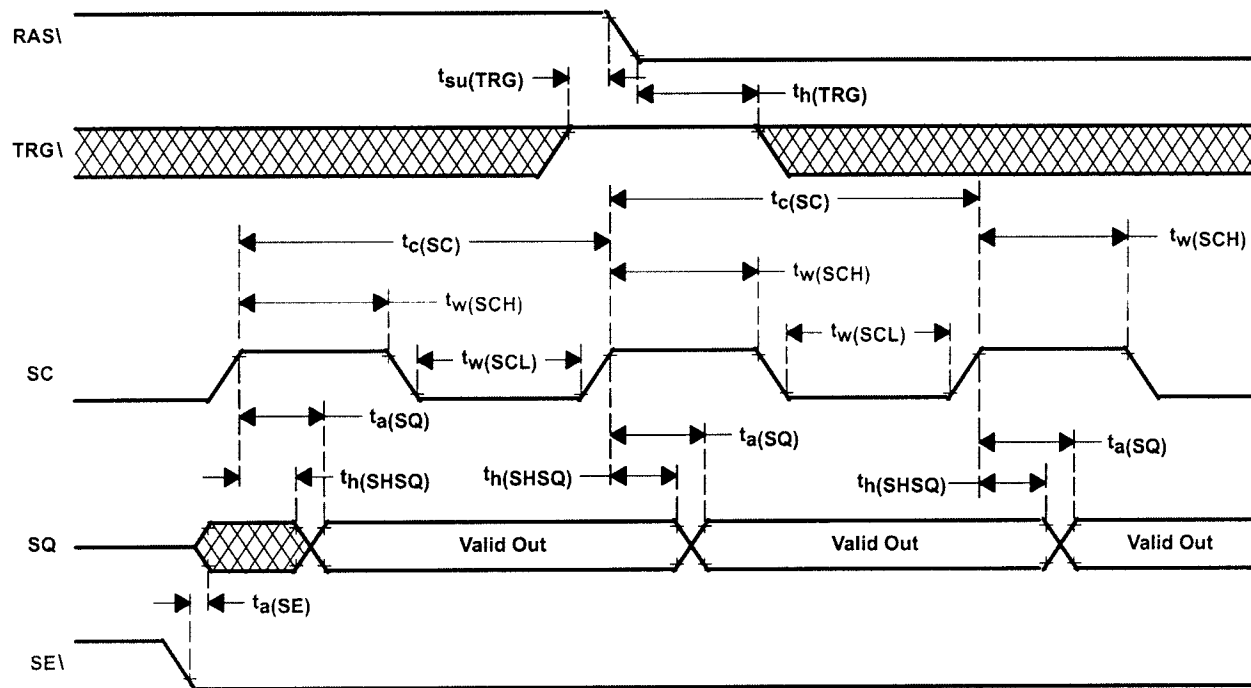 RAS\
tsu(TRG)
th(TRG)
TRG\
tc(SC)
tc(SC)
tw(SCH)
tw(SCH)
tw(SCH)
tw(SCL)
tw(SCL)
SC
ta(SQ)
ta(SQ)
ta(SQ)
th(SHSQ)
th(SHSQ)
th(SHSQ)
SQ
Valid Out
Valid Out
Valid Out
ta(SE)
SE\